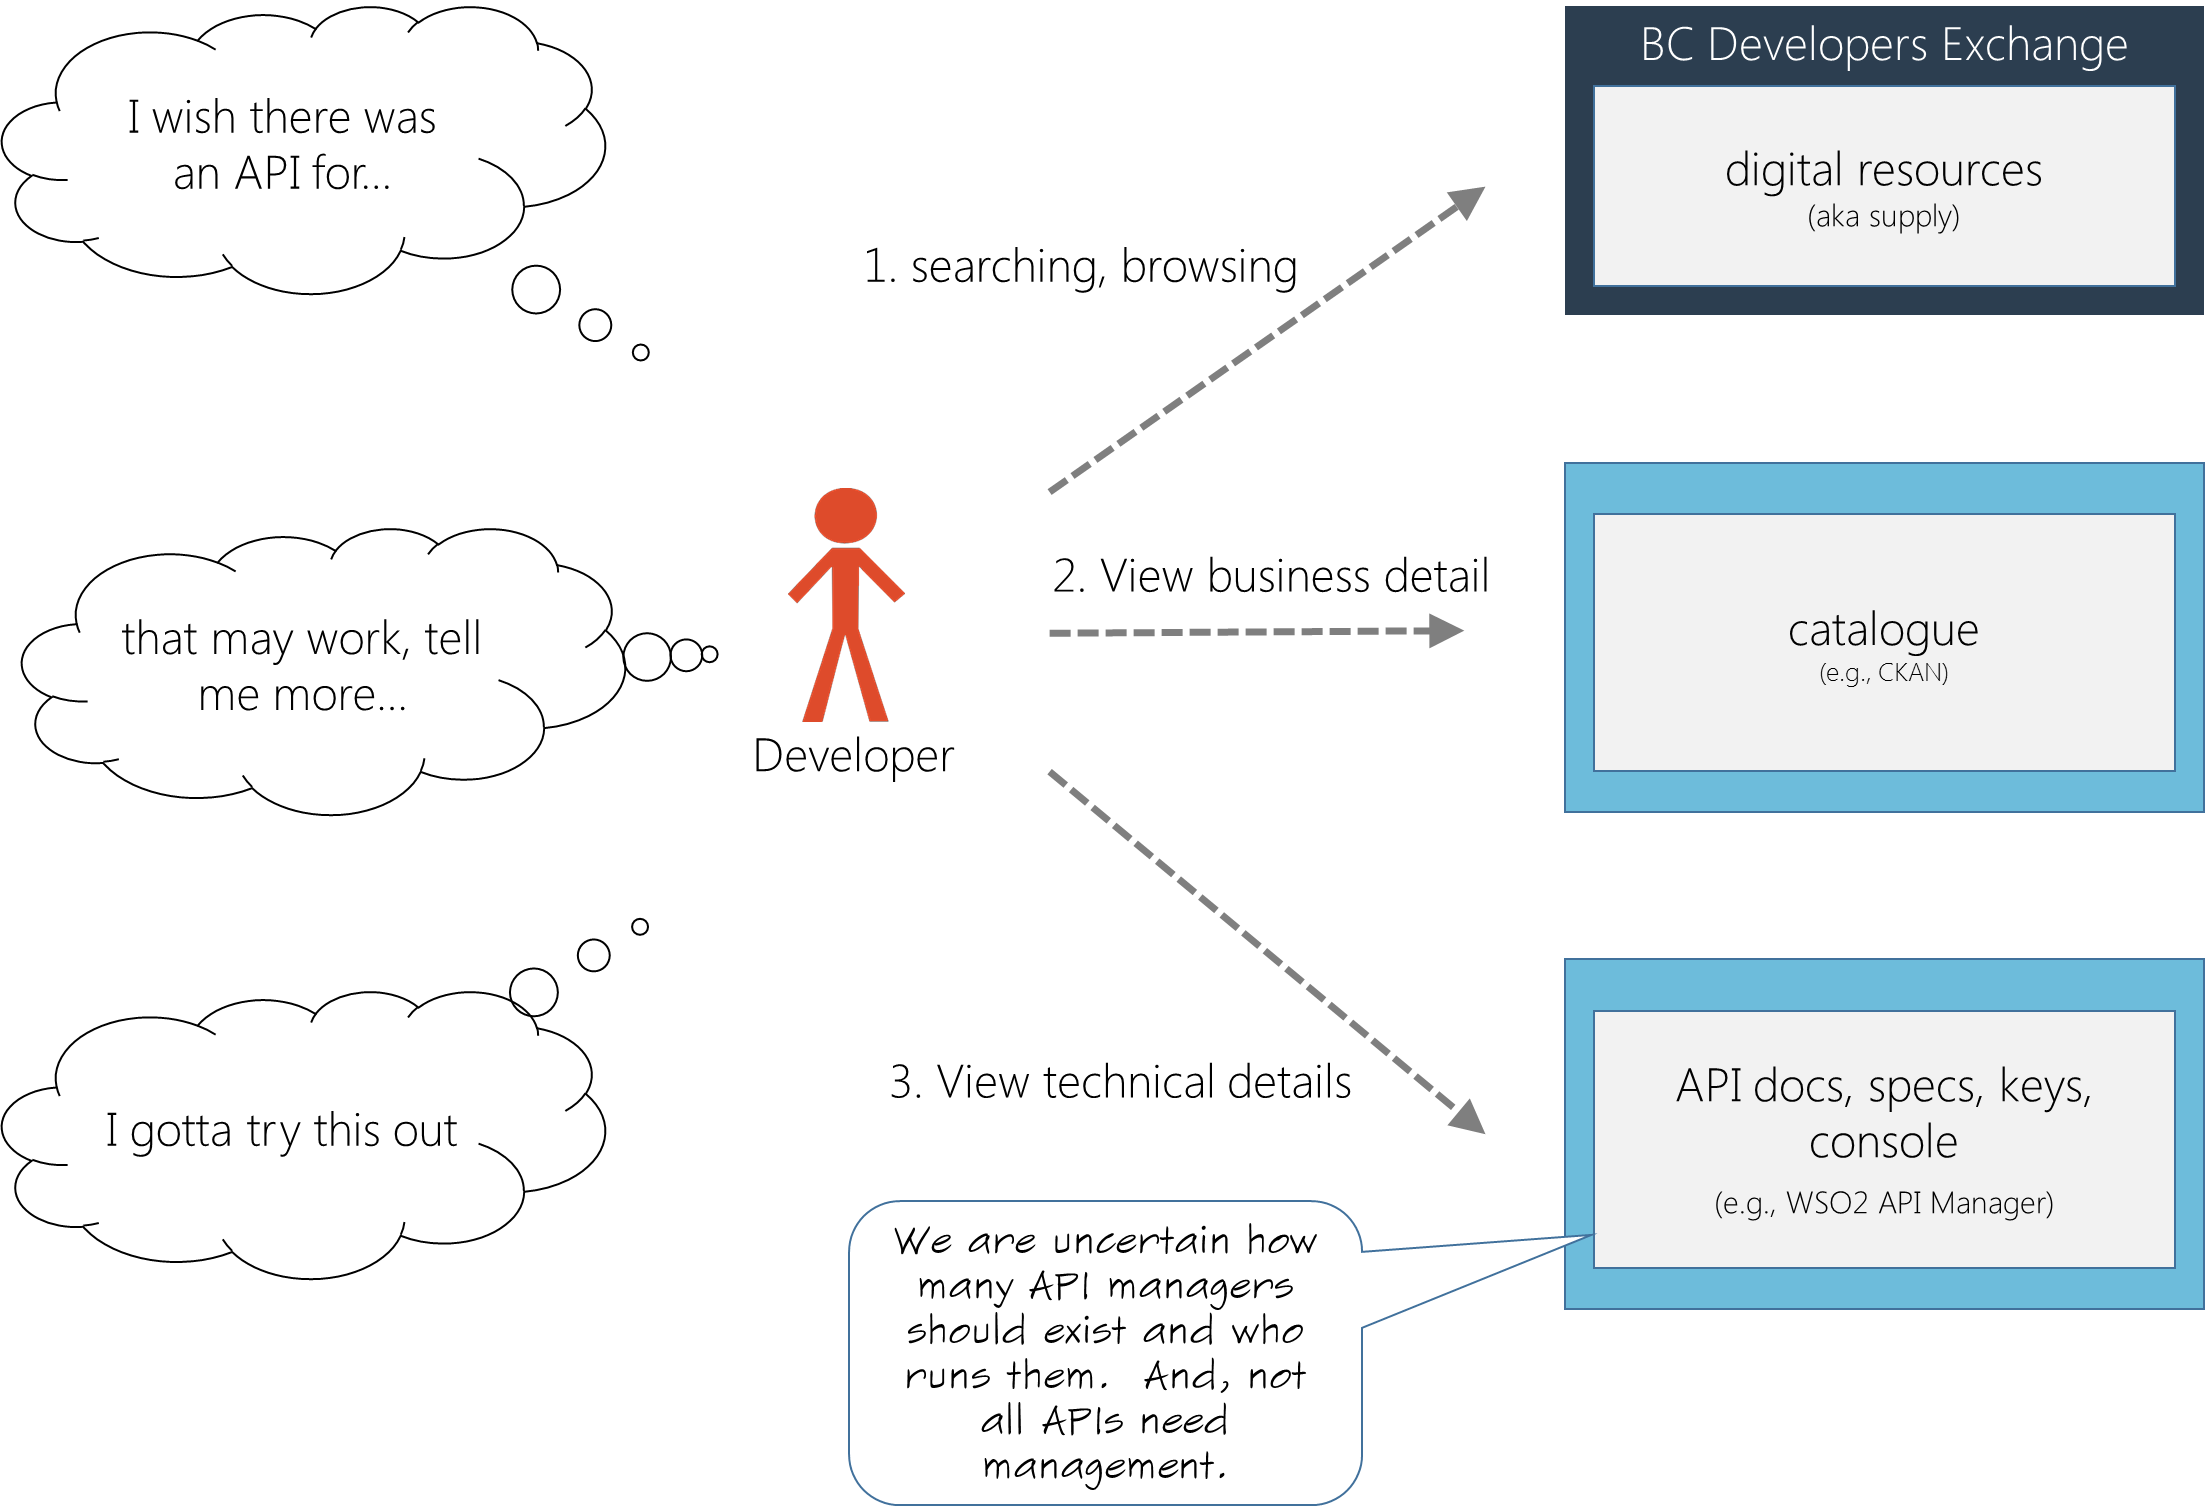 I wish there was
an API for...
BC Developers Exchange
digital resources
(aka supply)
1. searching, browsing
that may work, tell
me more...
Developer
2. View business detail
catalogue
(e.g., CKAN)
I gotta try this out
3. View technical details
API docs, specs, keys,
console
(e.g., WSO2 API Manager)
We are uncertain how
many API managers
should exist and who
runs them.  And, not
all APIs need
management.